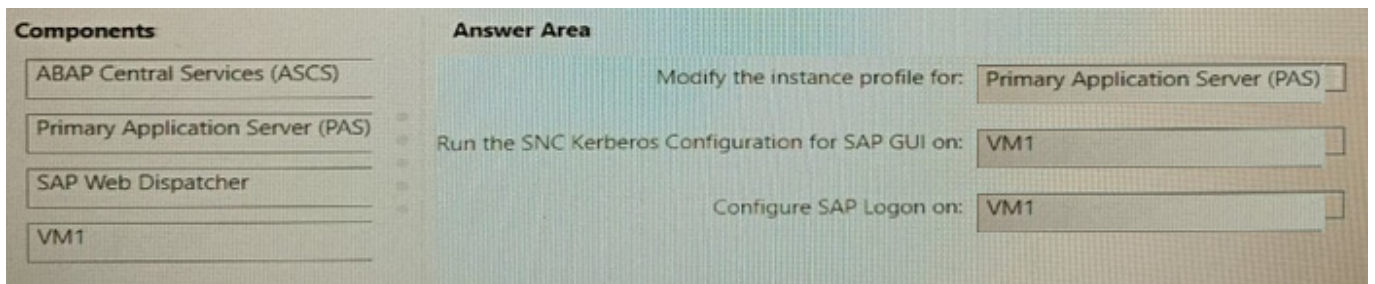 Components
ABAP Central Services (ASCS)
Primary Application Server (PAS)
SAP Web Dispatcher
VM1
Answer Area
Modify the instance profile for: Primary Application Server (PAS)
Run the SNC Kerberos Configuration for SAP GUI on: VM1
Configure SAP Logon on: VM1